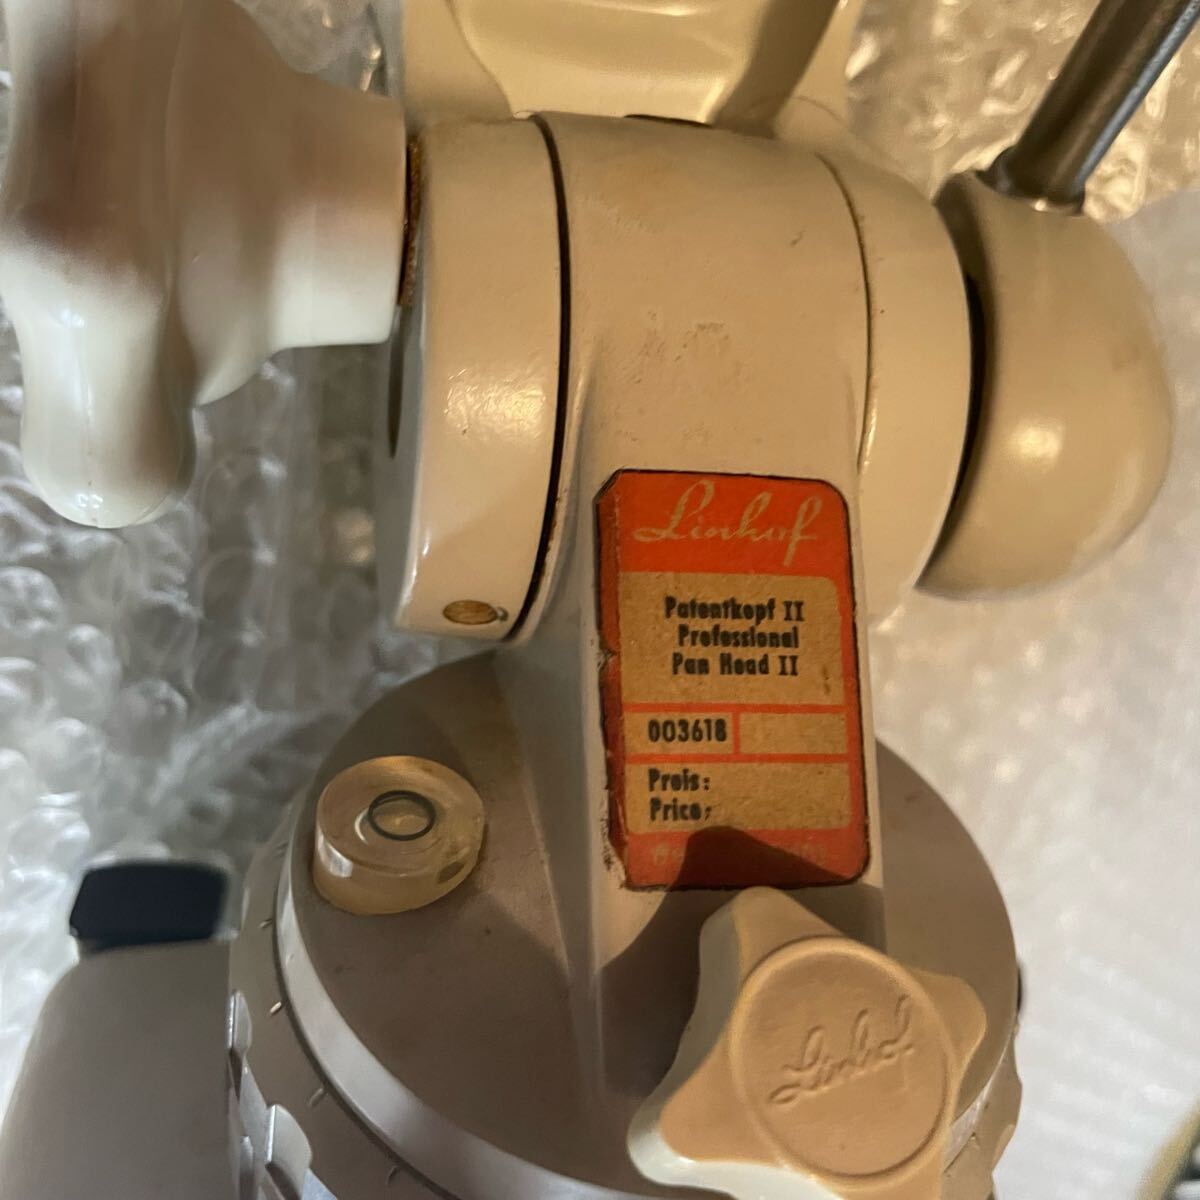 Linhof
Patentkopf II
Professional
Pan Head II
003618
Preis:
Price:
Linhof